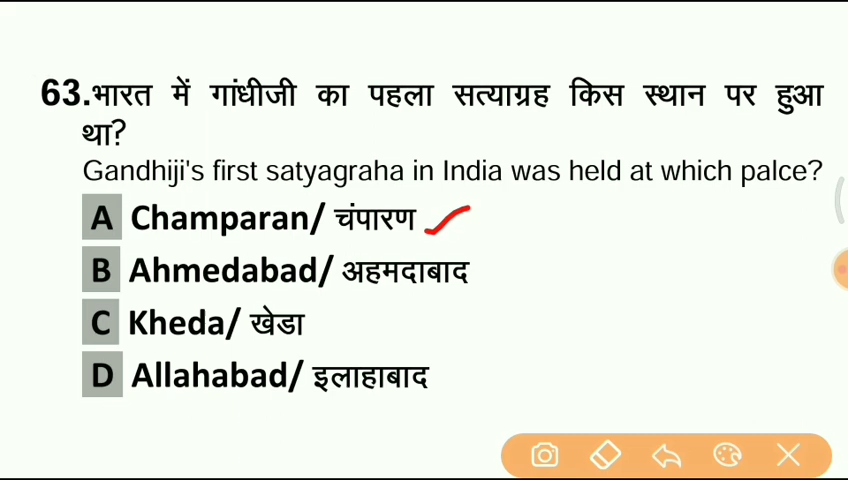 63.भारत में गांधीजी का पहला सत्याग्रह किस स्थान पर हुआ
था?
Gandhiji's first satyagraha in India was held at which palce?
A Champaran/ चंपारण
B Ahmedabad/ अहमदाबाद
C Kheda/ खेडा
D Allahabad/ इलाहाबाद